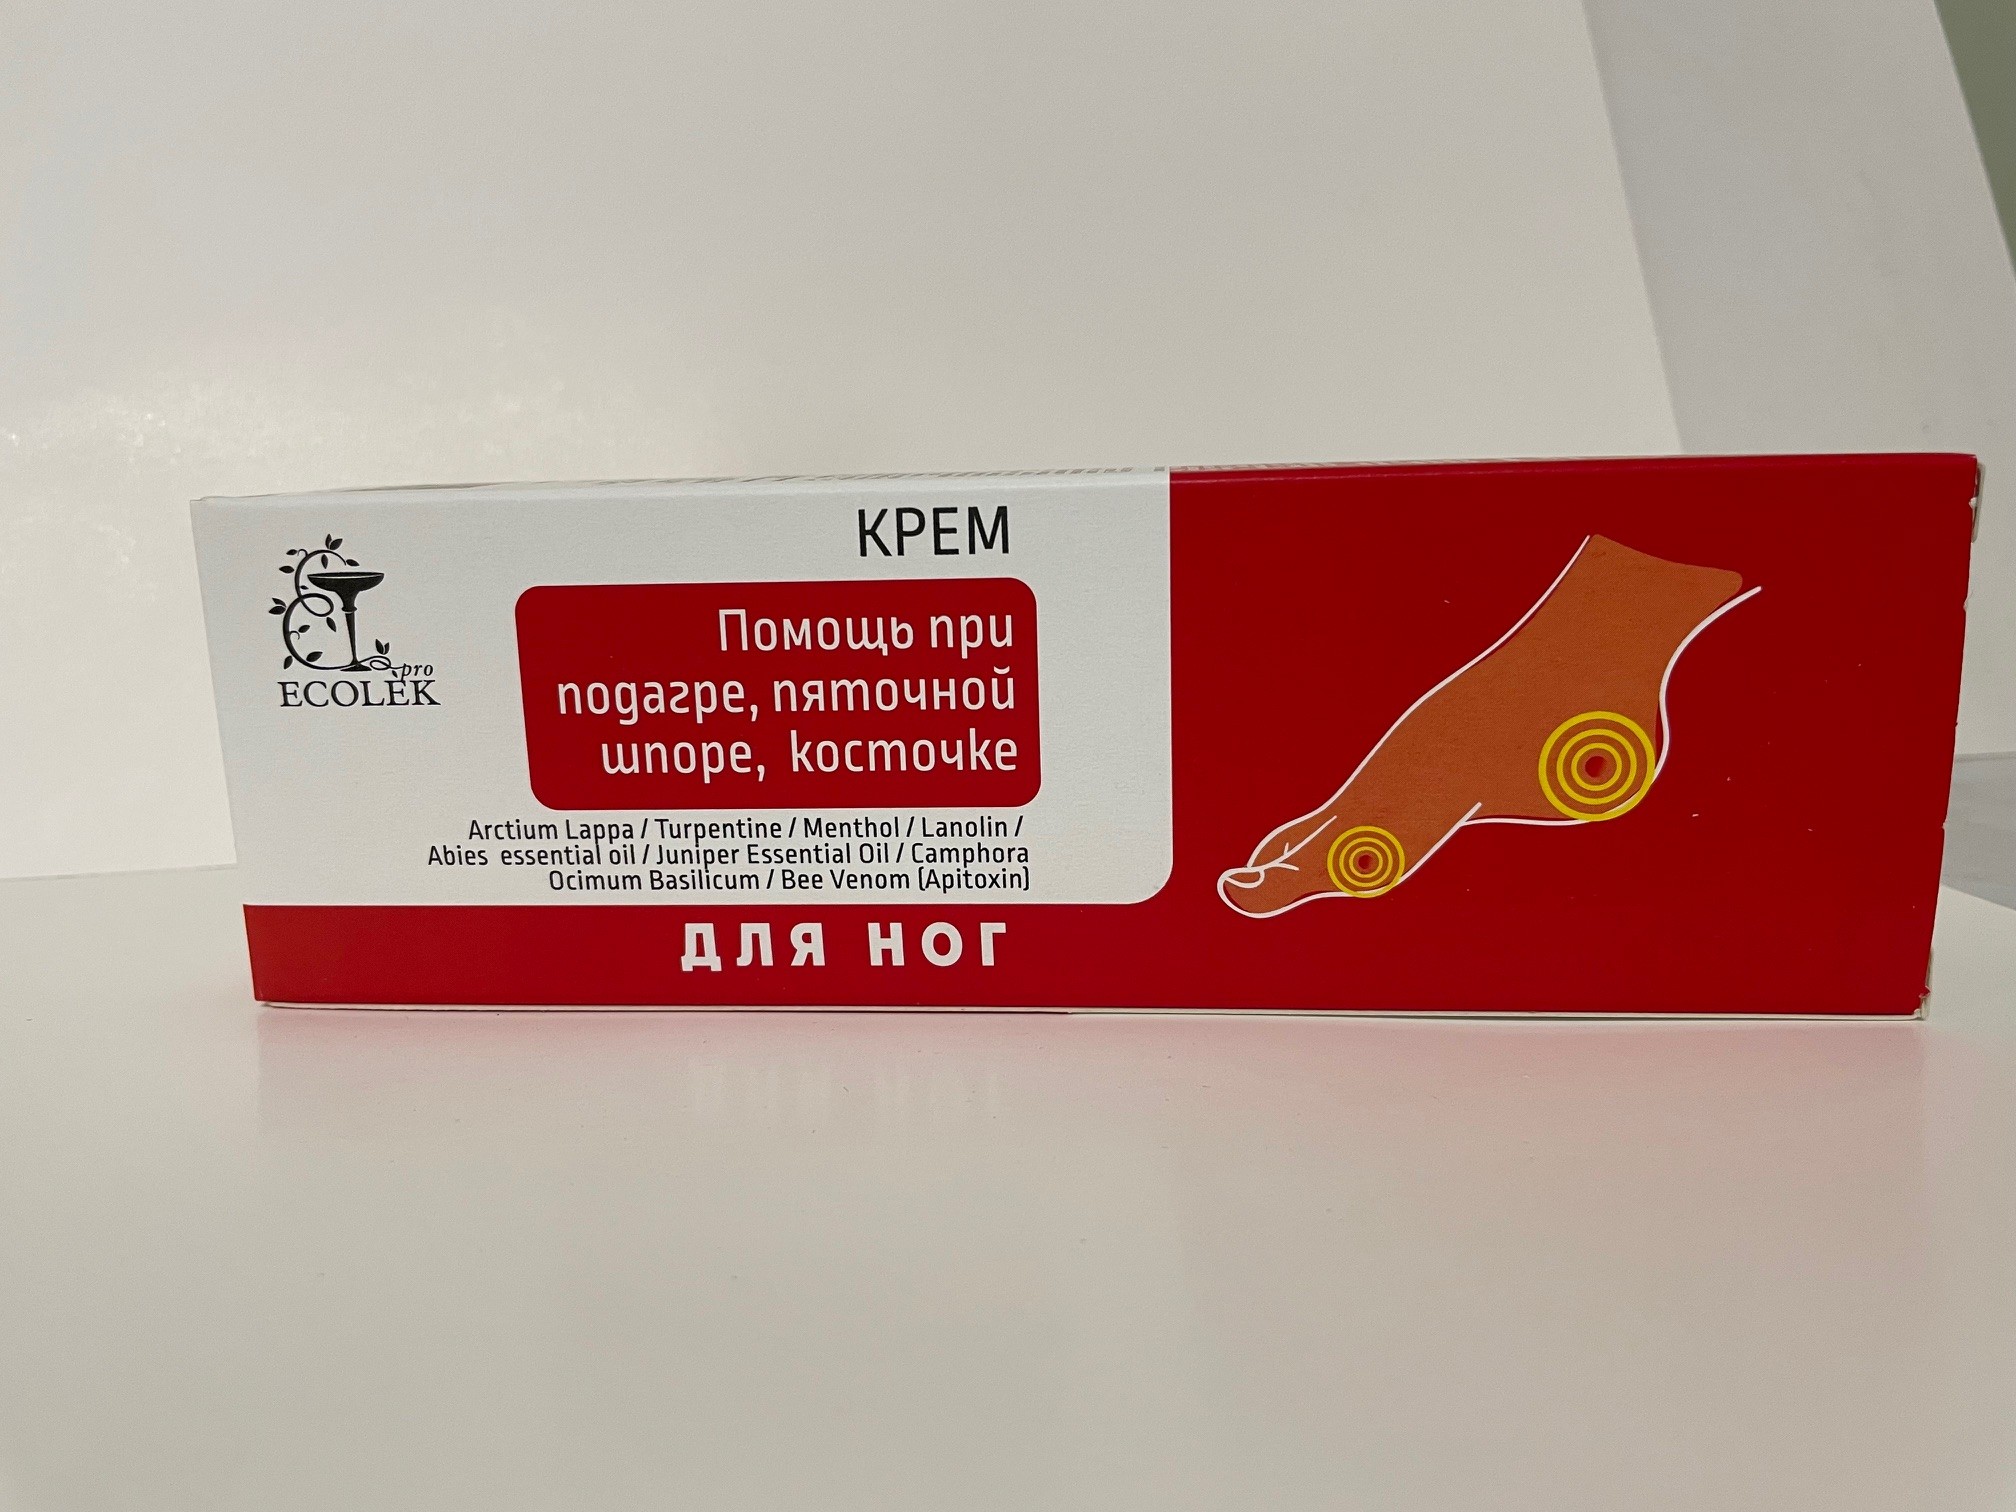 КРЕМ
pro
ECOLEK
Помощь при
подагре, пяточной
шпоре, косточке
Arctium Lappa / Turpentine / Menthol / Lanolin /
Abies essential oil / Juniper Essential Oil / Camphora
Ocimum Basilicum / Bee Venom (Apitoxin)
ДЛЯ НОГ